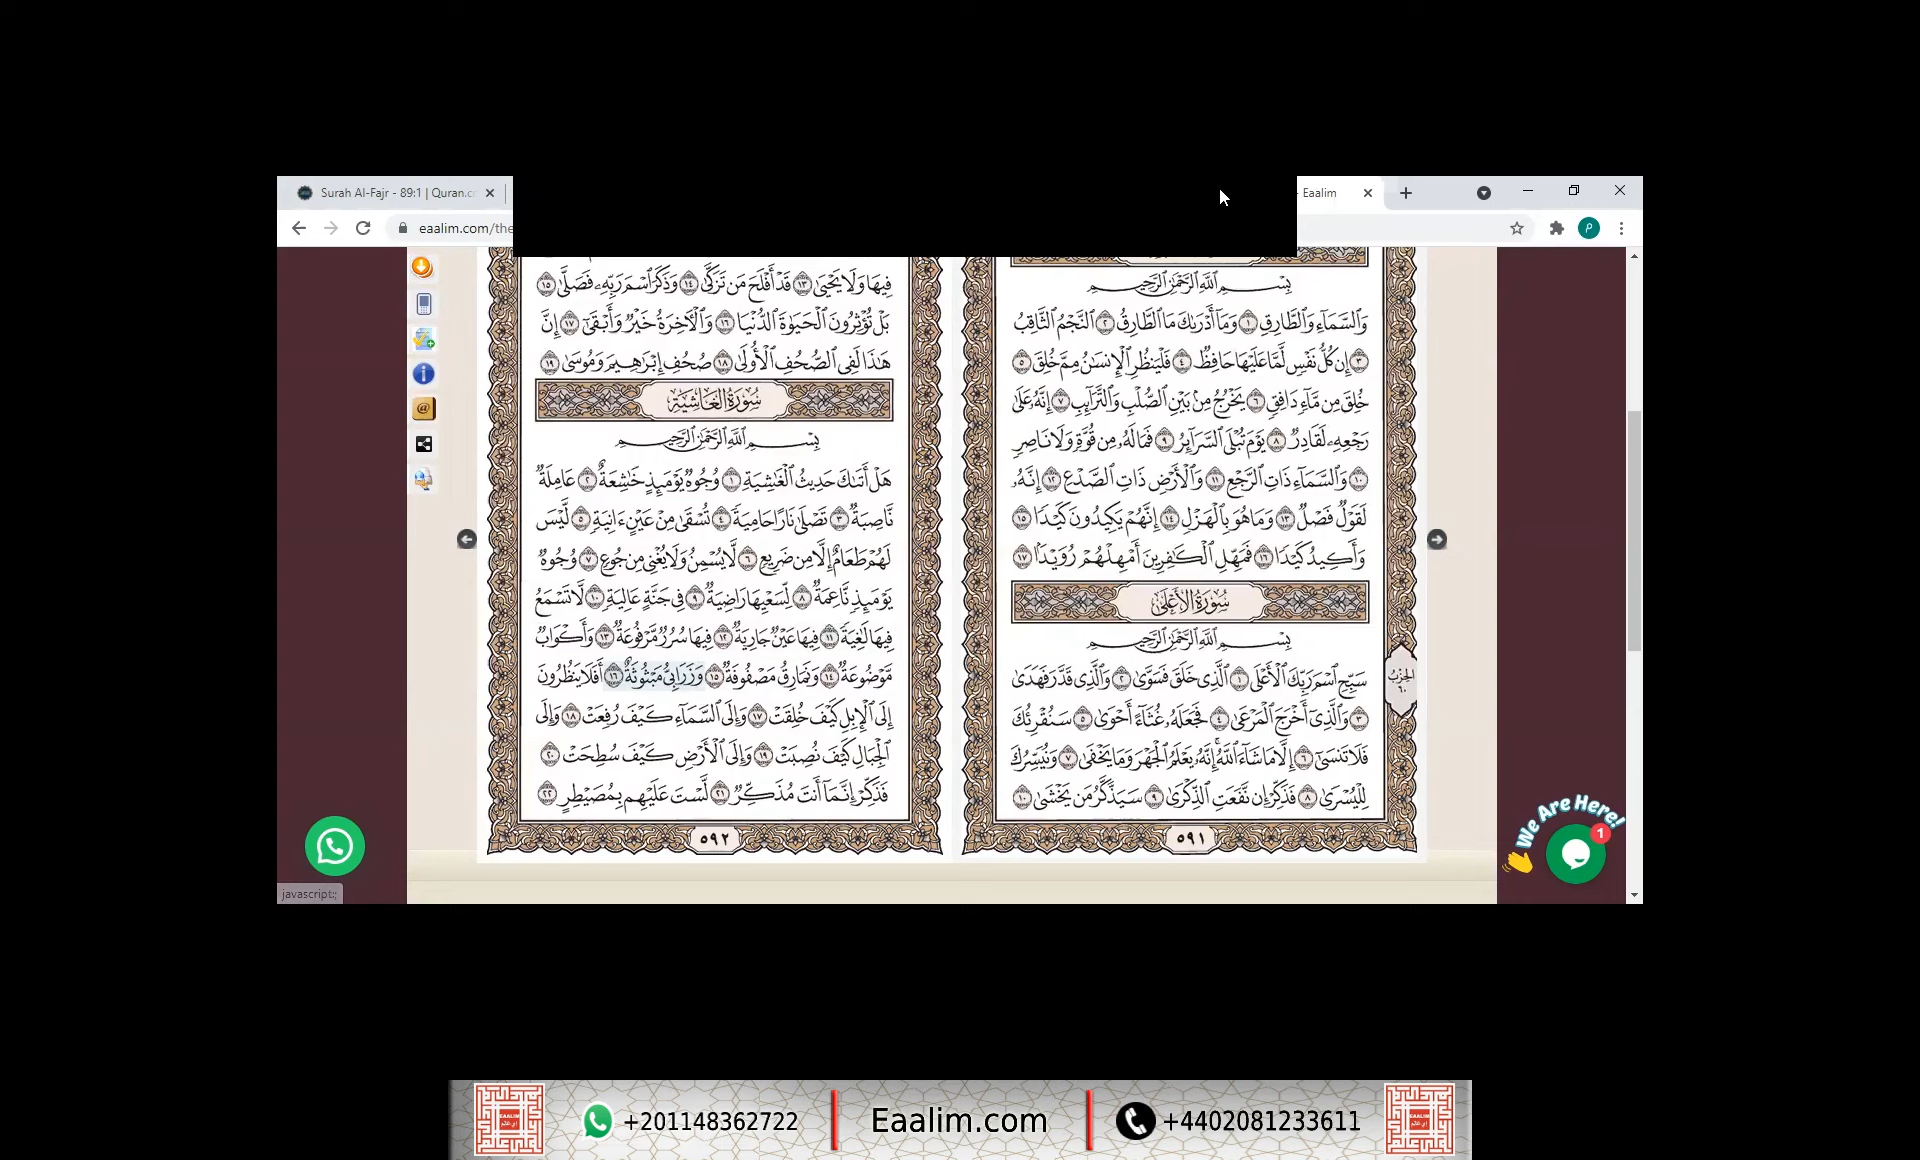 Surah Al-Fajr - 89:1 | Quran.c
- Eaalim
eaalim.com/the
بِسْمِ ٱللَّهِ ٱلرَّحْمَٰنِ ٱلرَّحِيمِ
وَٱلسَّمَآءِ وَٱلطَّارِقِ ١ وَمَآ أَدْرَىٰكَ مَا ٱلطَّارِقُ ٢ ٱلنَّجْمُ ٱلثَّاقِبُ
٣ إِن كُلُّ نَفْسٍ لَّمَّا عَلَيْهَا حَافِظٌ ٤ فَلْيَنظُرِ ٱلْإِنسَٰنُ مِمَّ خُلِقَ ٥
خُلِقَ مِن مَّآءٍ دَافِقٍ ٦ يَخْرُجُ مِنۢ بَيْنِ ٱلصُّلْبِ وَٱلتَّرَآئِبِ ٧ إِنَّهُۥ عَلَىٰ
رَجْعِهِۦ لَقَادِرٌ ٨ يَوْمَ تُبْلَى ٱلسَّرَآئِرُ ٩ فَمَا لَهُۥ مِن قُوَّةٍ وَلَا نَاصِرٍ
١٠ وَٱلسَّمَآءِ ذَاتِ ٱلرَّجْعِ ١١ وَٱلْأَرْضِ ذَاتِ ٱلصَّدْعِ ١٢ إِنَّهُۥ
لَقَوْلٌ فَصْلٌ ١٣ وَمَا هُوَ بِٱلْهَزْلِ ١٤ إِنَّهُمْ يَكِيدُونَ كَيْدًا ١٥
وَأَكِيدُ كَيْدًا ١٦ فَمَهِّلِ ٱلْكَٰفِرِينَ أَمْهِلْهُمْ رُوَيْدًۢا ١٧
سُورَةُ الأَعْلَىٰ
بِسْمِ ٱللَّهِ ٱلرَّحْمَٰنِ ٱلرَّحِيمِ
سَبِّحِ ٱسْمَ رَبِّكَ ٱلْأَعْلَى ١ ٱلَّذِى خَلَقَ فَسَوَّىٰ ٢ وَٱلَّذِى قَدَّرَ فَهَدَىٰ
٣ وَٱلَّذِىٓ أَخْرَجَ ٱلْمَرْعَىٰ ٤ فَجَعَلَهُۥ غُثَآءً أَحْوَىٰ ٥ سَنُقْرِئُكَ
فَلَا تَنسَىٰٓ ٦ إِلَّا مَا شَآءَ ٱللَّهُ ۚ إِنَّهُۥ يَعْلَمُ ٱلْجَهْرَ وَمَا يَخْفَىٰ ٧ وَنُيَسِّرُكَ
لِلْيُسْرَىٰ ٨ فَذَكِّرْ إِن نَّفَعَتِ ٱلذِّكْرَىٰ ٩ سَيَذَّكَّرُ مَن يَخْشَىٰ ١٠
الحِزْبُ
٦٠
٥٩١
فِيهَا وَلَا يَحْيَىٰ ١٣ قَدْ أَفْلَحَ مَن تَزَكَّىٰ ١٤ وَذَكَرَ ٱسْمَ رَبِّهِۦ فَصَلَّىٰ ١٥
بَلْ تُؤْثِرُونَ ٱلْحَيَوٰةَ ٱلدُّنْيَا ١٦ وَٱلْءَاخِرَةُ خَيْرٌ وَأَبْقَىٰٓ ١٧ إِنَّ
هَٰذَا لَفِى ٱلصُّحُفِ ٱلْأُولَىٰ ١٨ صُحُفِ إِبْرَٰهِيمَ وَمُوسَىٰ ١٩
سُورَةُ الغَاشِيَةِ
بِسْمِ ٱللَّهِ ٱلرَّحْمَٰنِ ٱلرَّحِيمِ
هَلْ أَتَىٰكَ حَدِيثُ ٱلْغَٰشِيَةِ ١ وُجُوهٌ يَوْمَئِذٍ خَٰشِعَةٌ ٢ عَامِلَةٌ
نَّاصِبَةٌ ٣ تَصْلَىٰ نَارًا حَامِيَةً ٤ تُسْقَىٰ مِنْ عَيْنٍ ءَانِيَةٍ ٥ لَّيْسَ
لَهُمْ طَعَامٌ إِلَّا مِن ضَرِيعٍ ٦ لَّا يُسْمِنُ وَلَا يُغْنِى مِن جُوعٍ ٧ وُجُوهٌ
يَوْمَئِذٍ نَّاعِمَةٌ ٨ لِّسَعْيِهَا رَاضِيَةٌ ٩ فِى جَنَّةٍ عَالِيَةٍ ١٠ لَّا تَسْمَعُ
فِيهَا لَٰغِيَةً ١١ فِيهَا عَيْنٌ جَارِيَةٌ ١٢ فِيهَا سُرُرٌ مَّرْفُوعَةٌ ١٣ وَأَكْوَابٌ
مَّوْضُوعَةٌ ١٤ وَنَمَارِقُ مَصْفُوفَةٌ ١٥ وَزَرَابِىُّ مَبْثُوثَةٌ ١٦ أَفَلَا يَنظُرُونَ
إِلَى ٱلْإِبِلِ كَيْفَ خُلِقَتْ ١٧ وَإِلَى ٱلسَّمَآءِ كَيْفَ رُفِعَتْ ١٨ وَإِلَى
ٱلْجِبَالِ كَيْفَ نُصِبَتْ ١٩ وَإِلَى ٱلْأَرْضِ كَيْفَ سُطِحَتْ ٢٠
فَذَكِّرْ إِنَّمَآ أَنتَ مُذَكِّرٌ ٢١ لَّسْتَ عَلَيْهِم بِمُصَيْطِرٍ ٢٢
٥٩٢
We Are Here!
1
javascript:;
+201148362722
Eaalim.com
+4402081233611
EAALIM
EAALIM